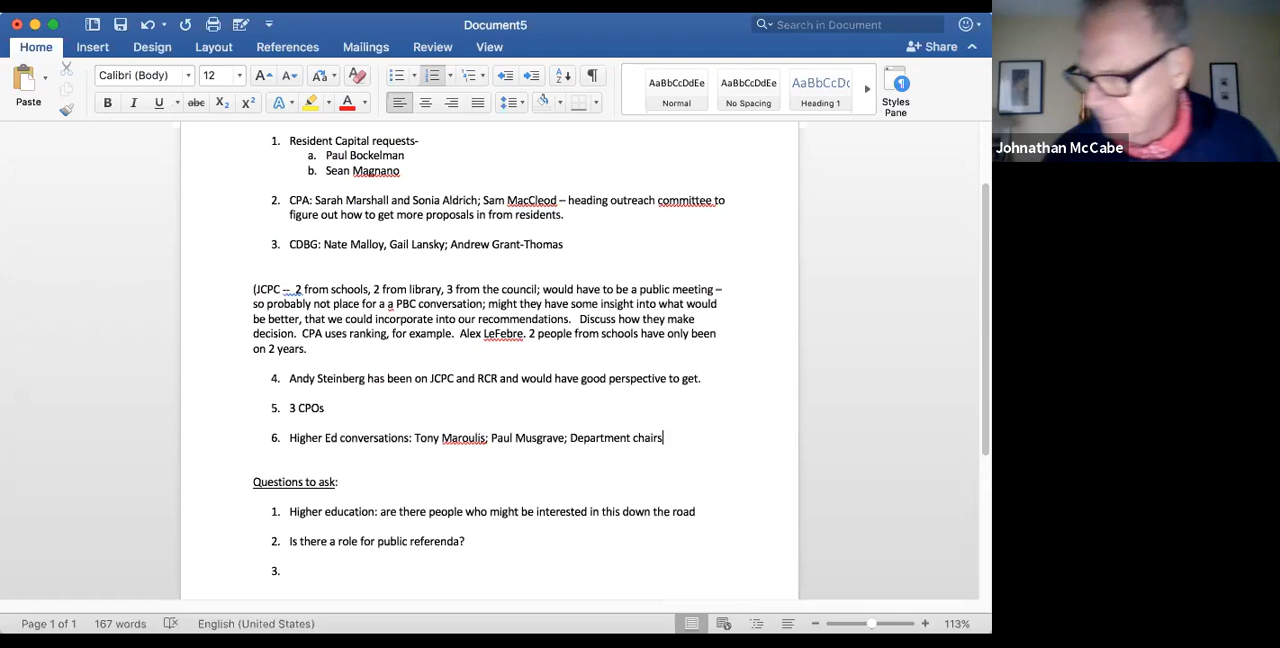 Document5
Search in Document
Home Insert Design Layout References Mailings Review View
Share
Paste
Calibri (Body) 12
AaBbCcDdEe AaBbCcDdEe AaBbCcDc
Normal No Spacing Heading 1
Styles Pane
1. Resident Capital requests-
a. Paul Bockelman
b. Sean Magnano
2. CPA: Sarah Marshall and Sonia Aldrich; Sam MacCleod – heading outreach committee to
figure out how to get more proposals in from residents.
3. CDBG: Nate Malloy, Gail Lansky; Andrew Grant-Thomas
(JCPC -- 2 from schools, 2 from library, 3 from the council; would have to be a public meeting –
so probably not place for a a PBC conversation; might they have some insight into what would
be better, that we could incorporate into our recommendations. Discuss how they make
decision. CPA uses ranking, for example. Alex LeFebre. 2 people from schools have only been
on 2 years.
4. Andy Steinberg has been on JCPC and RCR and would have good perspective to get.
5. 3 CPOs
6. Higher Ed conversations: Tony Maroulis; Paul Musgrave; Department chairs
Questions to ask:
1. Higher education: are there people who might be interested in this down the road
2. Is there a role for public referenda?
3.
Page 1 of 1 167 words English (United States) 113%
Johnathan McCabe